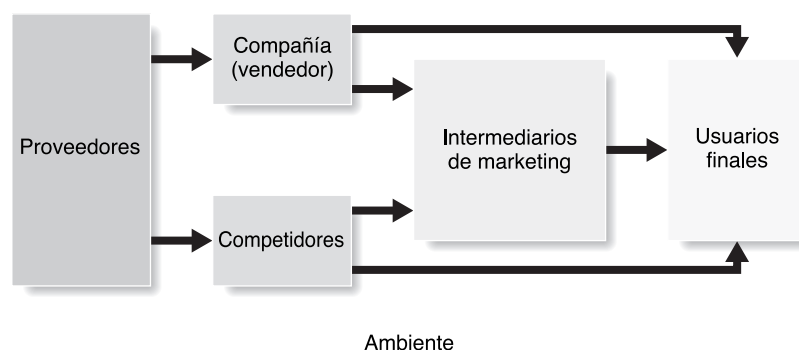 Proveedores
Compañía
(vendedor)
Competidores
Intermediarios
de marketing
Usuarios
finales
Ambiente